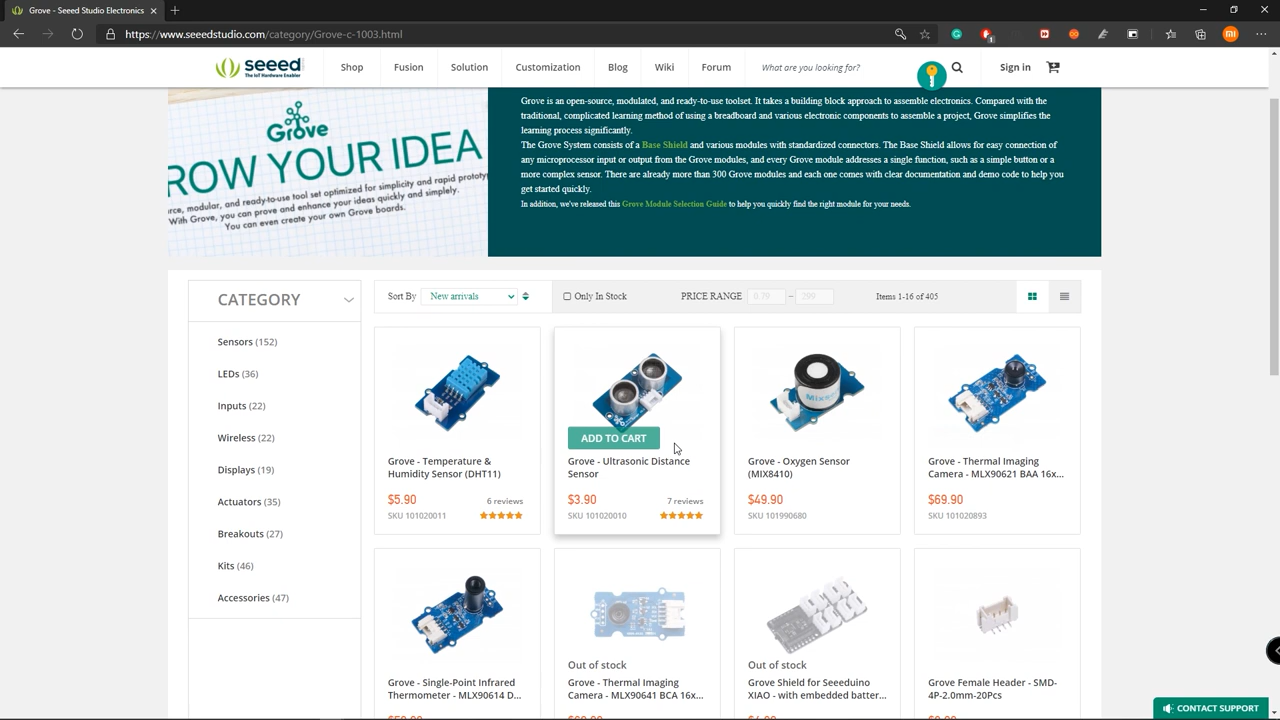 Grove - Seeed Studio Electronics
https://www.seeedstudio.com/category/Grove-c-1003.html
seeed
The IoT Hardware Enabler
Shop
Fusion
Solution
Customization
Blog
Wiki
Forum
What are you looking for?
Sign in
Grove
ROW YOUR IDEA
modular, and ready-to-use tool set optimized for simplicity and rapid prototyp
With Grove, you can prove and enhance your ideas quickly and simply.
You can even create your own Grove boards.
Grove is an open-source, modulated, and ready-to-use toolset. It takes a building block approach to assemble electronics. Compared with the
traditional, complicated learning method of using a breadboard and various electronic components to assemble a project, Grove simplifies the
learning process significantly.
The Grove System consists of a Base Shield and various modules with standardized connectors. The Base Shield allows for easy connection of
any microprocessor input or output from the Grove modules, and every Grove module addresses a single function, such as a simple button or a
more complex sensor. There are already more than 300 Grove modules and each one comes with clear documentation and demo code to help you
get started quickly.
In addition, we've released this Grove Module Selection Guide to help you quickly find the right module for your needs.
CATEGORY
Sensors (152)
LEDs (36)
Inputs (22)
Wireless (22)
Displays (19)
Actuators (35)
Breakouts (27)
Kits (46)
Accessories (47)
Sort By
New arrivals
Only In Stock
PRICE RANGE
0.79 – 299
Items 1-16 of 405
Grove - Temperature &
Humidity Sensor (DHT11)
$5.90
6 reviews
SKU 101020011
ADD TO CART
Grove - Ultrasonic Distance
Sensor
$3.90
7 reviews
SKU 101020010
Grove - Oxygen Sensor
(MIX8410)
$49.90
SKU 101990680
Grove - Thermal Imaging
Camera - MLX90621 BAA 16x...
$69.90
SKU 101020893
Grove - Single-Point Infrared
Thermometer - MLX90614 D...
Out of stock
Grove - Thermal Imaging
Camera - MLX90641 BCA 16x...
Out of stock
Grove Shield for Seeeduino
XIAO - with embedded batter...
Grove Female Header - SMD-
4P-2.0mm-20Pcs
CONTACT SUPPORT